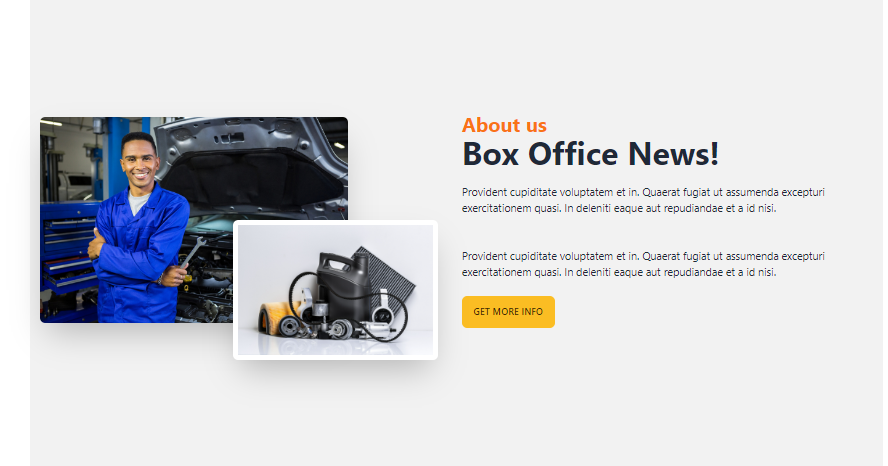 About us
Box Office News!
Provident cupiditate voluptatem et in. Quaerat fugiat ut assumenda excepturi
exercitationem quasi. In deleniti eaque aut repudiandae et a id nisi.
Provident cupiditate voluptatem et in. Quaerat fugiat ut assumenda excepturi
exercitationem quasi. In deleniti eaque aut repudiandae et a id nisi.
GET MORE INFO